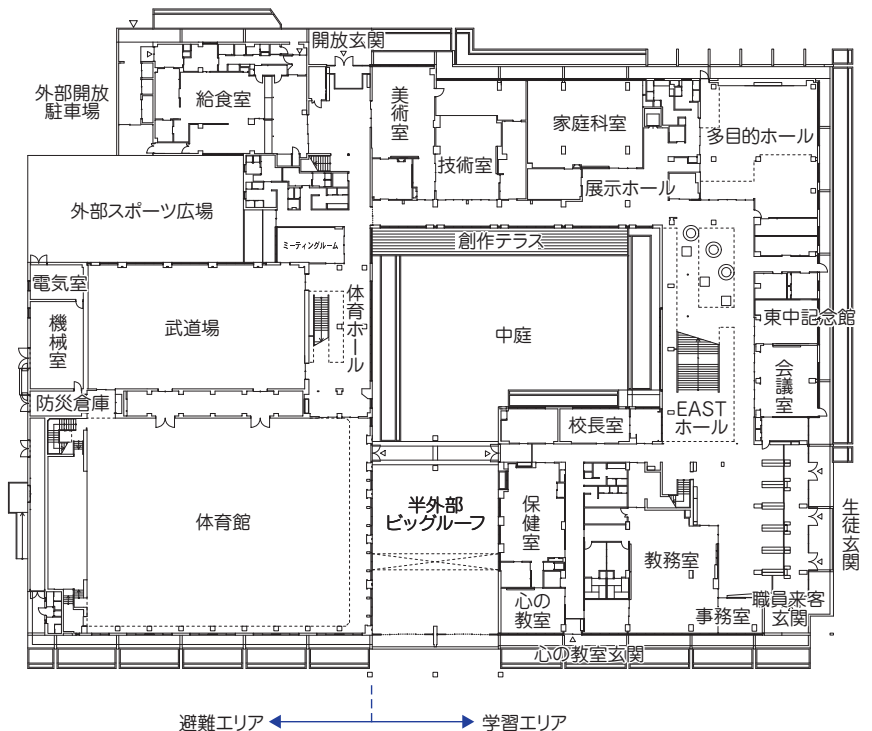 開放玄関
外部開放
駐車場
給食室
美術室
家庭科室
多目的ホール
技術室
展示ホール
外部スポーツ広場
ミーティングルーム
創作テラス
電気室
機械室
武道場
体育ホール
中庭
東中記念館
会議室
防災倉庫
校長室
EAST
ホール
体育館
半外部
ビッグルーフ
保健室
教務室
生徒玄関
心の
教室
事務室
職員来客
玄関
心の教室玄関
避難エリア
学習エリア